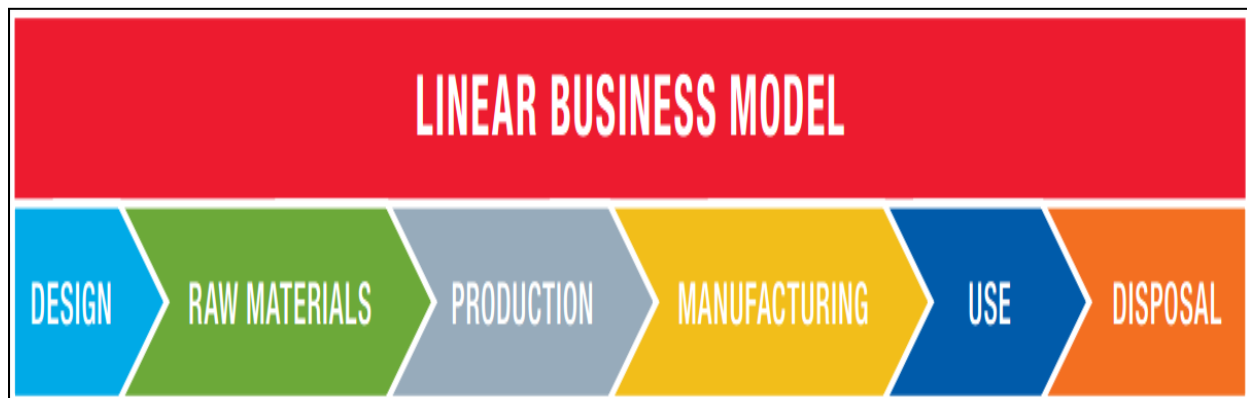 LINEAR BUSINESS MODEL
DESIGN
RAW MATERIALS
PRODUCTION
MANUFACTURING
USE
DISPOSAL